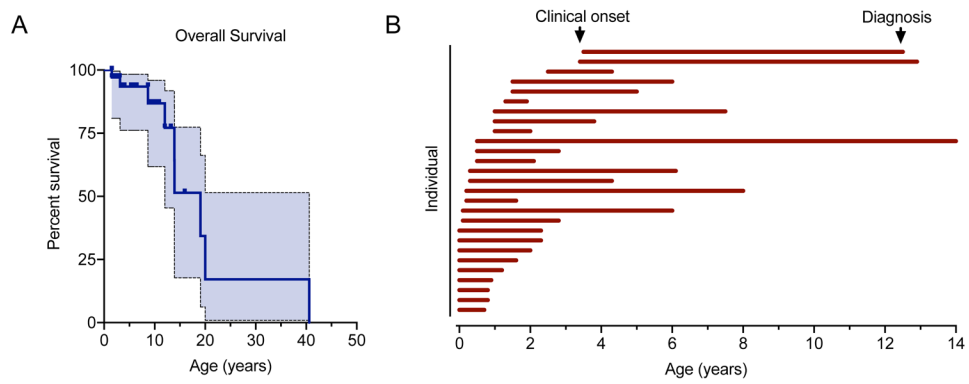 A
Overall Survival
Percent survival
100
75
50
25
0
0 10 20 30 40 50
Age (years)
B
Clinical onset Diagnosis
Individual
0 2 4 6 8 10 12 14
Age (years)